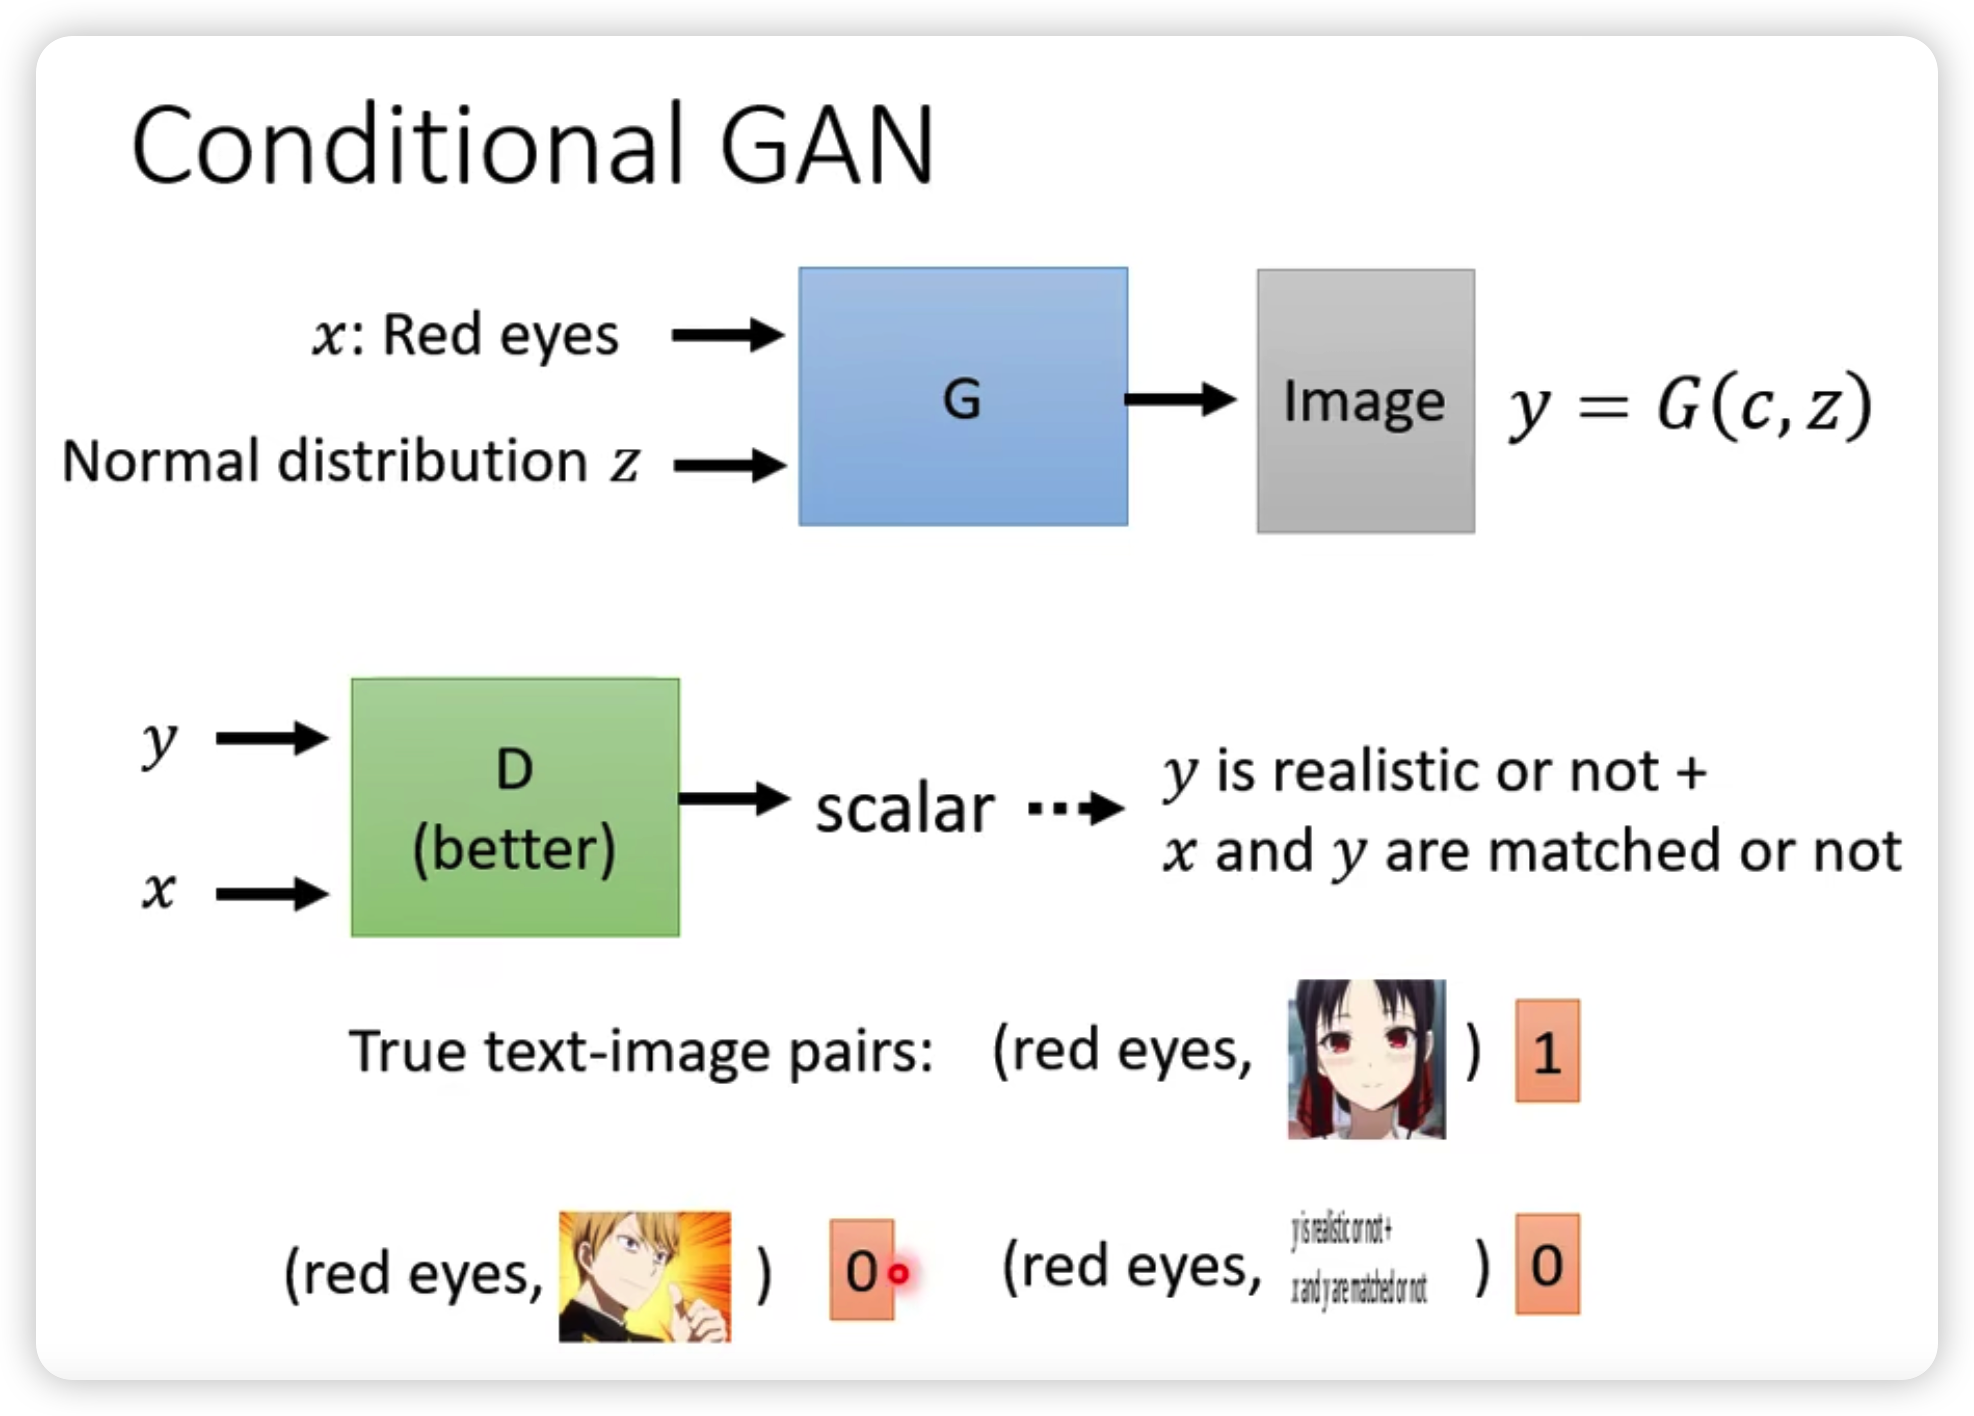 Conditional GAN
x: Red eyes
Normal distribution z
G
Image
y = G(c, z)
y
x
D
(better)
scalar
y is realistic or not +
x and y are matched or not
True text-image pairs:
(red eyes, ) 1
(red eyes, ) 0
(red eyes, y is realistic or not +
x and y are matched or not ) 0